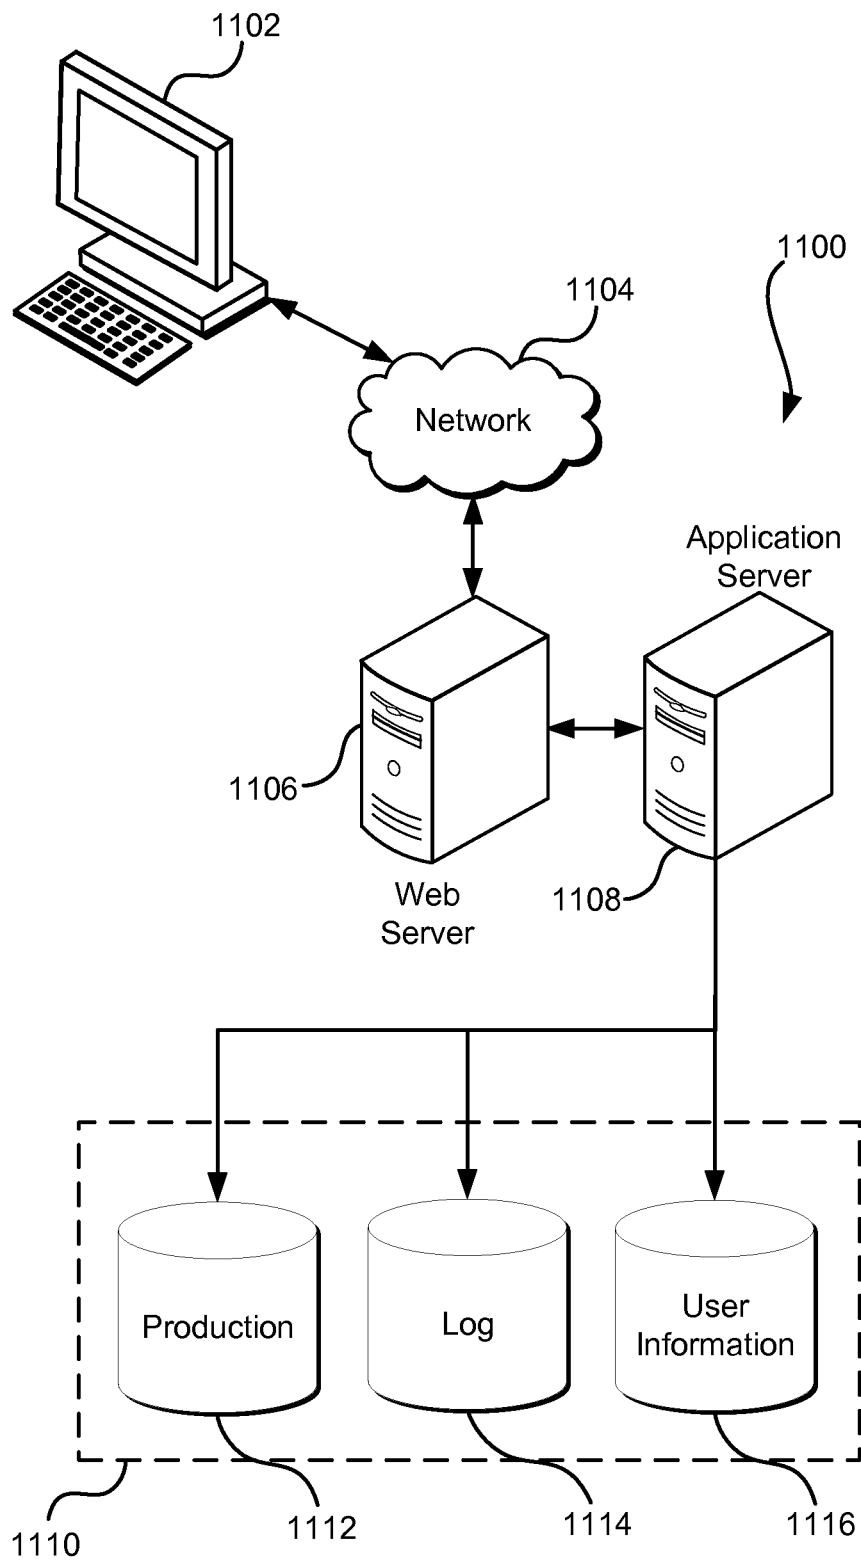 1102
1100
1104
Network
Application
Server
1106
1108
Web
Server
Production
Log
User
Information
1110
1112
1114
1116